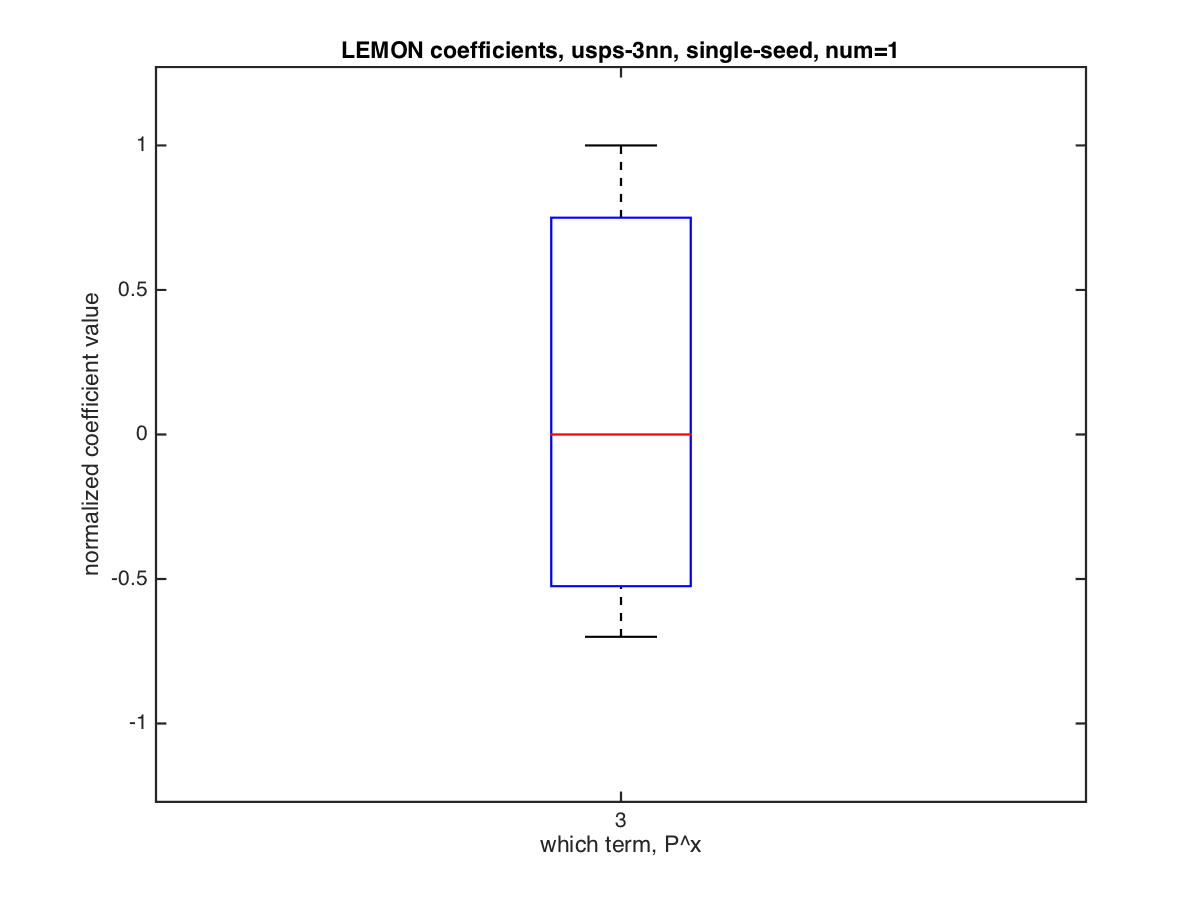 LEMON coefficients, usps-3nn, single-seed, num=1
normalized coefficient value
1
0.5
0
-0.5
-1
3
which term, P^x